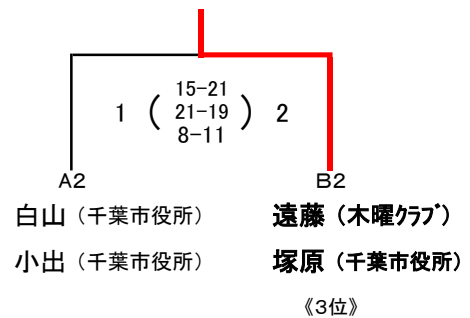 15-21
1 ( 21-19 ) 2
8-11
A2 B2
白山（千葉市役所） 遠藤（木曜ｸﾗﾌﾞ）
小出（千葉市役所） 塚原（千葉市役所）
《3位》